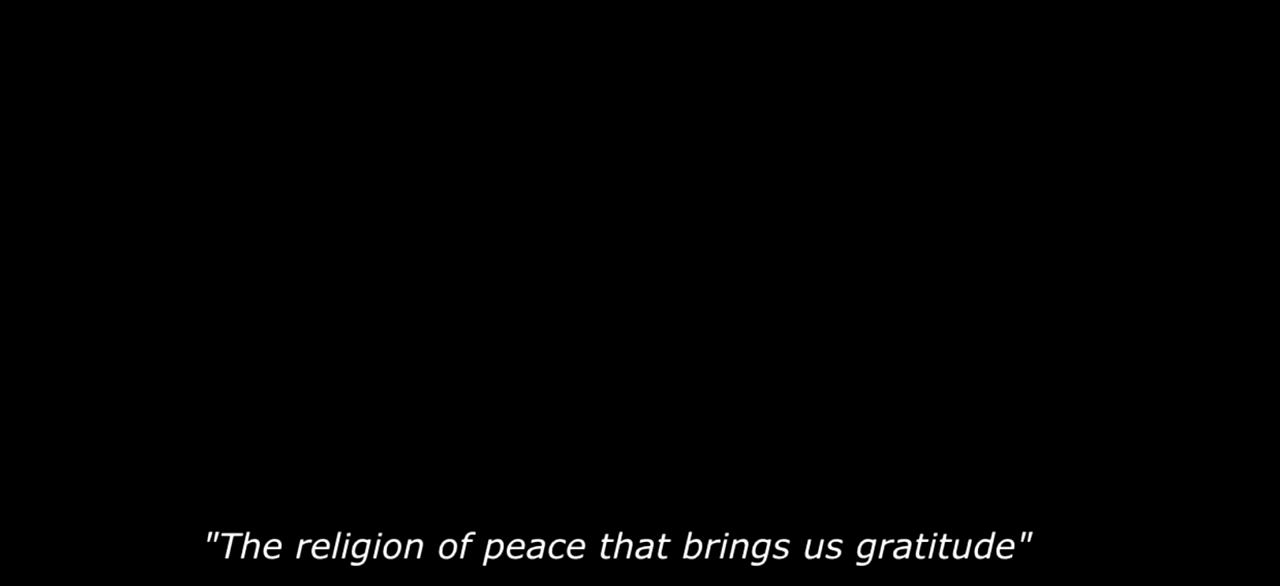 "The religion of peace that brings us gratitude"